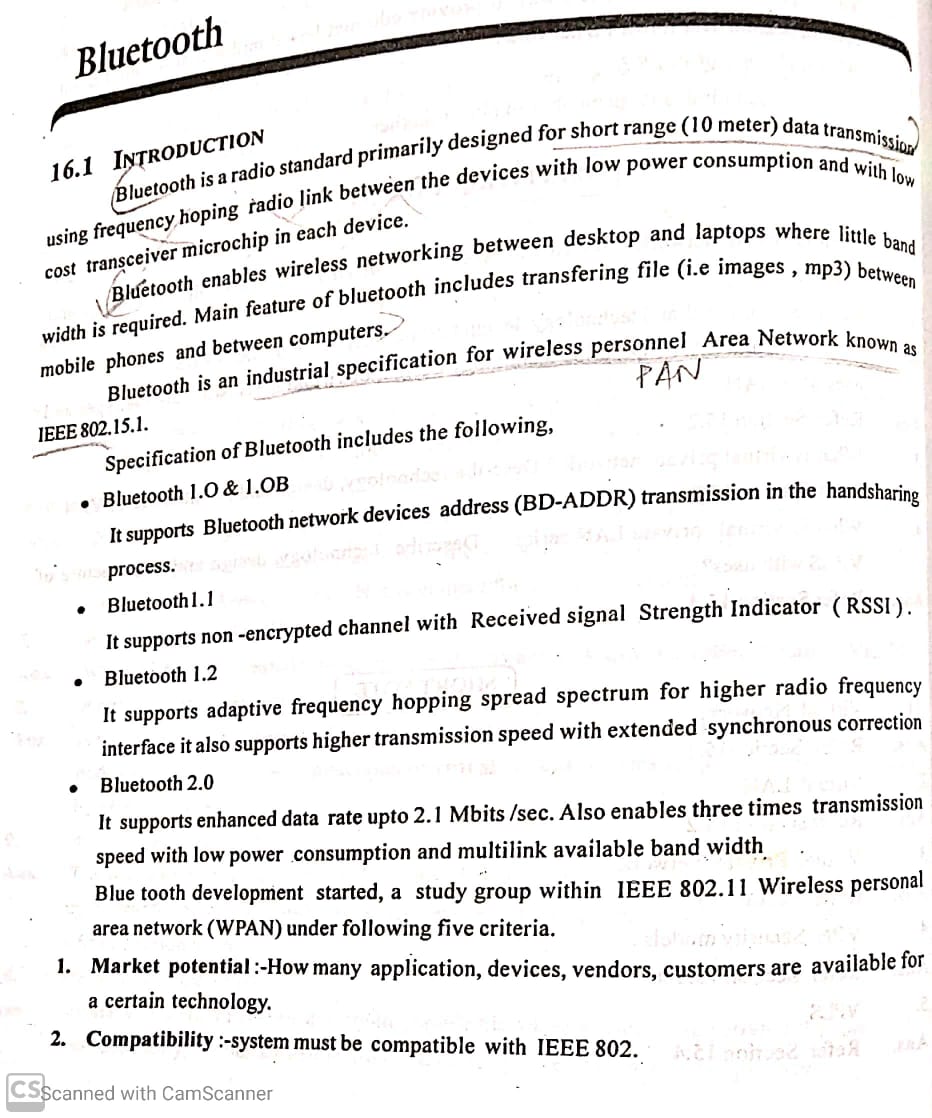 Bluetooth
16.1 INTRODUCTION
Bluetooth is a radio standard primarily designed for short range (10 meter) data transmission
using frequency hoping radio link between the devices with low power consumption and with low
cost transceiver microchip in each device.
Bluetooth enables wireless networking between desktop and laptops where little band
width is required. Main feature of bluetooth includes transfering file (i.e images , mp3) between
mobile phones and between computers.
Bluetooth is an industrial specification for wireless personnel Area Network known as
PAN
IEEE 802.15.1.
Specification of Bluetooth includes the following,
• Bluetooth 1.O & 1.OB
It supports Bluetooth network devices address (BD-ADDR) transmission in the handsharing
process.
• Bluetooth1.1
It supports non -encrypted channel with Received signal Strength Indicator ( RSSI ).
• Bluetooth 1.2
It supports adaptive frequency hopping spread spectrum for higher radio frequency
interface it also supports higher transmission speed with extended synchronous correction
• Bluetooth 2.0
It supports enhanced data rate upto 2.1 Mbits /sec. Also enables three times transmission
speed with low power consumption and multilink available band width
Blue tooth development started, a study group within IEEE 802.11 Wireless personal
area network (WPAN) under following five criteria.
1. Market potential :-How many application, devices, vendors, customers are available for
a certain technology.
2. Compatibility :-system must be compatible with IEEE 802.
CS Scanned with CamScanner